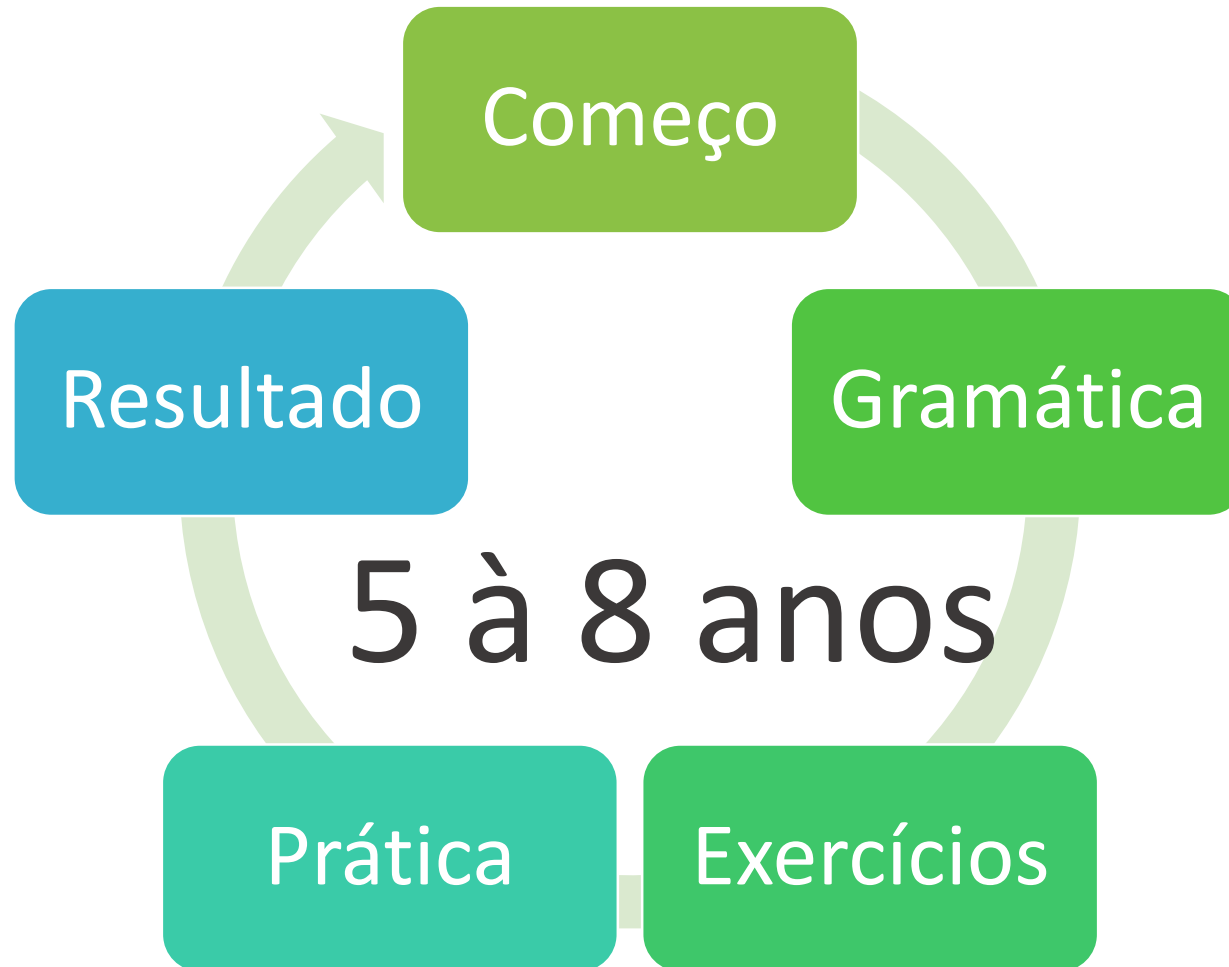 Começo
Gramática
Exercícios
Prática
Resultado
5 à 8 anos